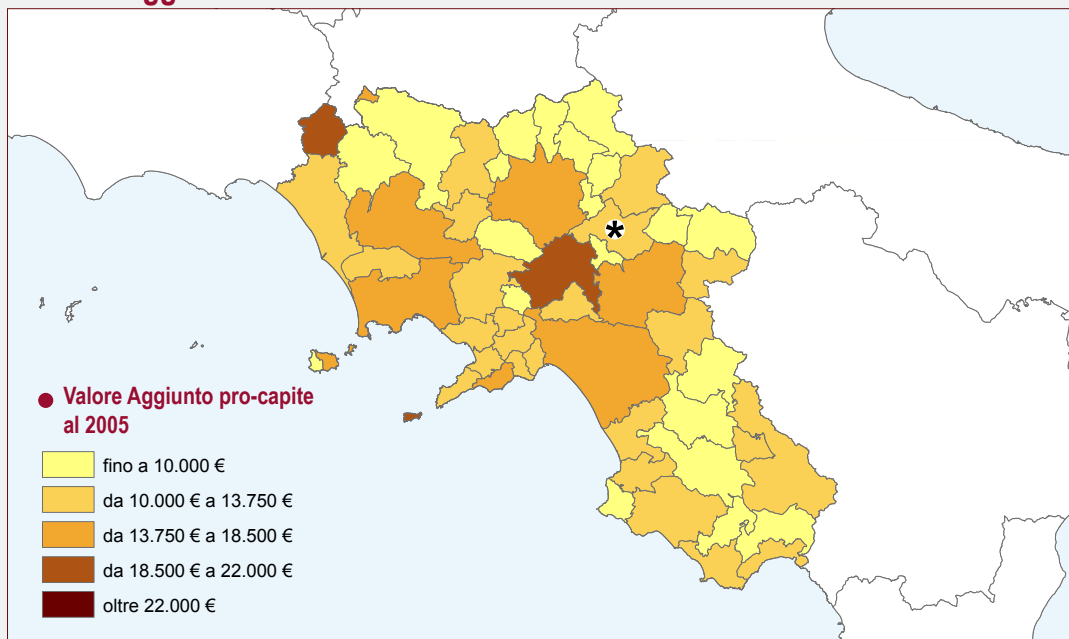 ● Valore Aggiunto pro-capite
al 2005
fino a 10.000 €
da 10.000 € a 13.750 €
da 13.750 € a 18.500 €
da 18.500 € a 22.000 €
oltre 22.000 €
*